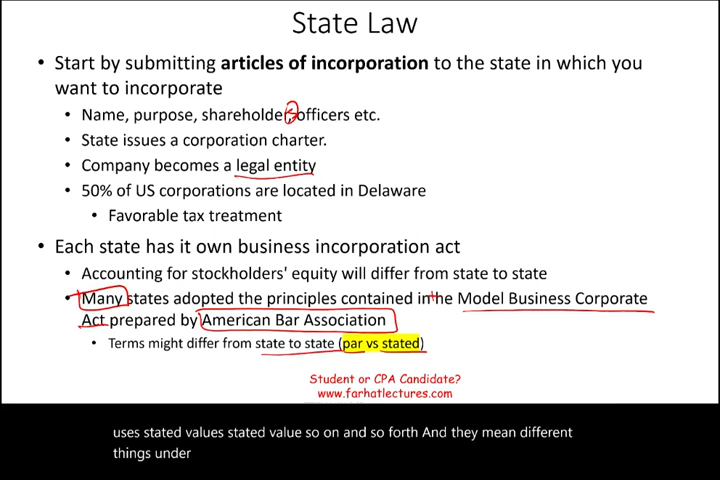 State Law
• Start by submitting articles of incorporation to the state in which you
want to incorporate
• Name, purpose, shareholders, officers etc.
• State issues a corporation charter.
• Company becomes a legal entity
• 50% of US corporations are located in Delaware
• Favorable tax treatment
• Each state has it own business incorporation act
• Accounting for stockholders' equity will differ from state to state
• Many states adopted the principles contained in the Model Business Corporate
Act prepared by American Bar Association
• Terms might differ from state to state (par vs stated)
Student or CPA Candidate?
www.farhatlectures.com
uses stated values stated value so on and so forth And they mean different
things under